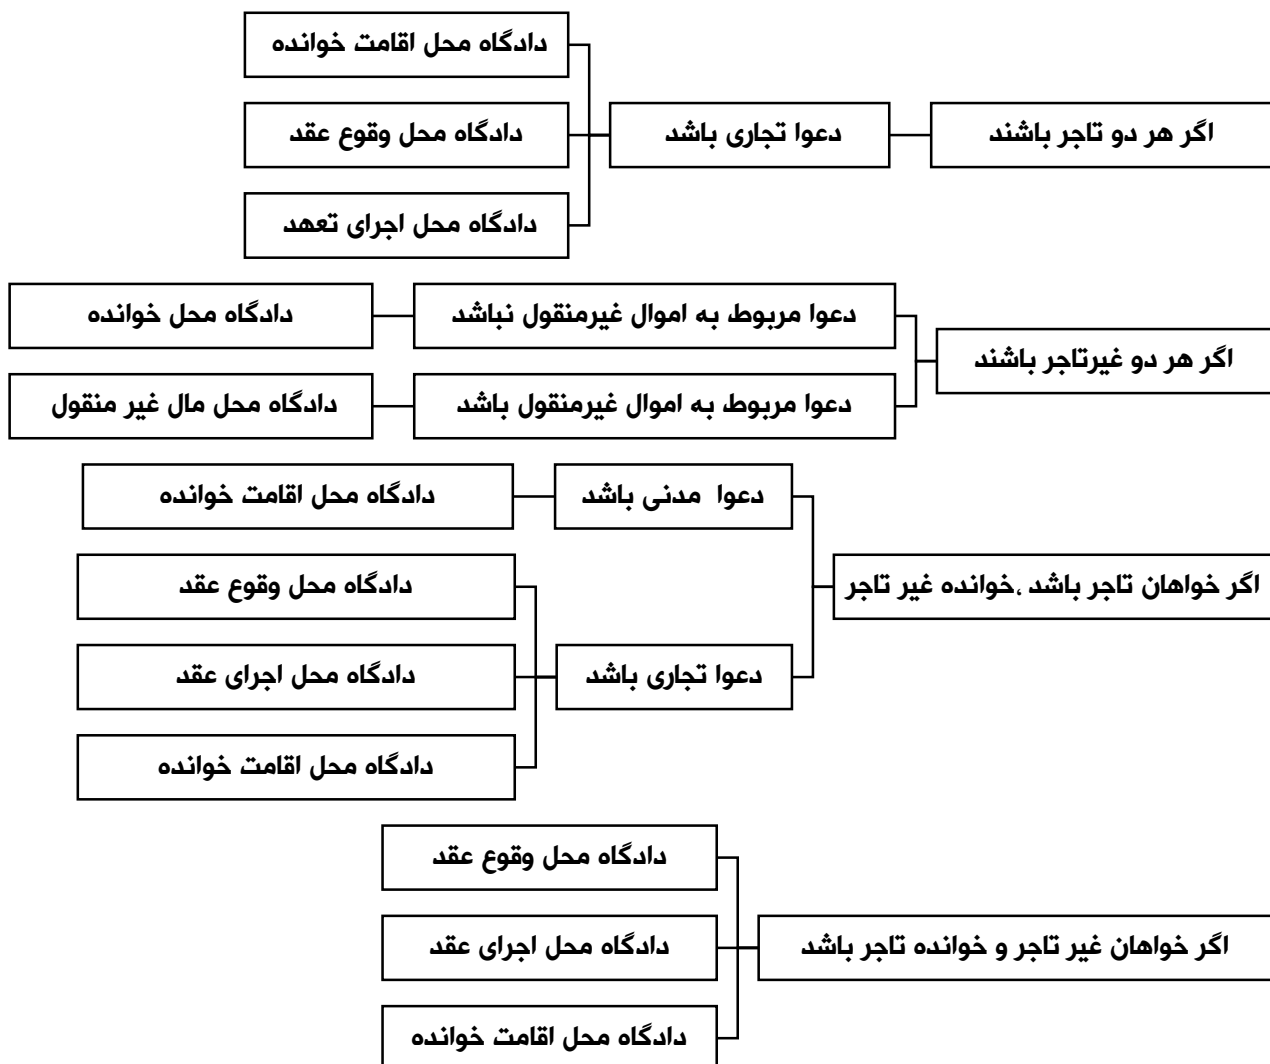 اگر هر دو تاجر باشند
دعوا تجاری باشد
دادگاه محل اقامت خوانده
دادگاه محل وقوع عقد
دادگاه محل اجرای تعهد
اگر هر دو غیرتاجر باشند
دعوا مربوط به اموال غیرمنقول نباشد
دادگاه محل خوانده
دعوا مربوط به اموال غیرمنقول باشد
دادگاه محل مال غیر منقول
اگر خواهان تاجر باشد ،خوانده غیر تاجر
دعوا مدنی باشد
دادگاه محل اقامت خوانده
دعوا تجاری باشد
دادگاه محل وقوع عقد
دادگاه محل اجرای عقد
دادگاه محل اقامت خوانده
اگر خواهان غیر تاجر و خوانده تاجر باشد
دادگاه محل وقوع عقد
دادگاه محل اجرای عقد
دادگاه محل اقامت خوانده